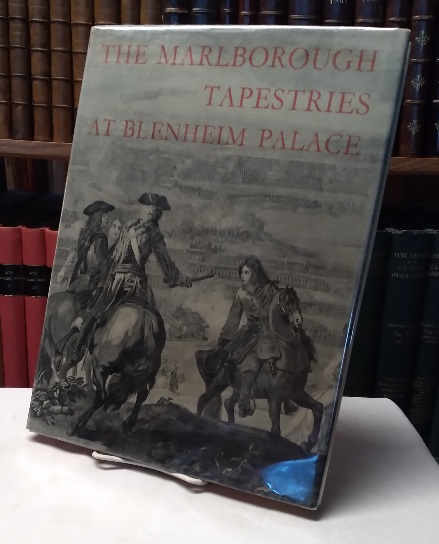 THE MARLBOROUGH
TAPESTRIES
AT BLENHEIM PALACE